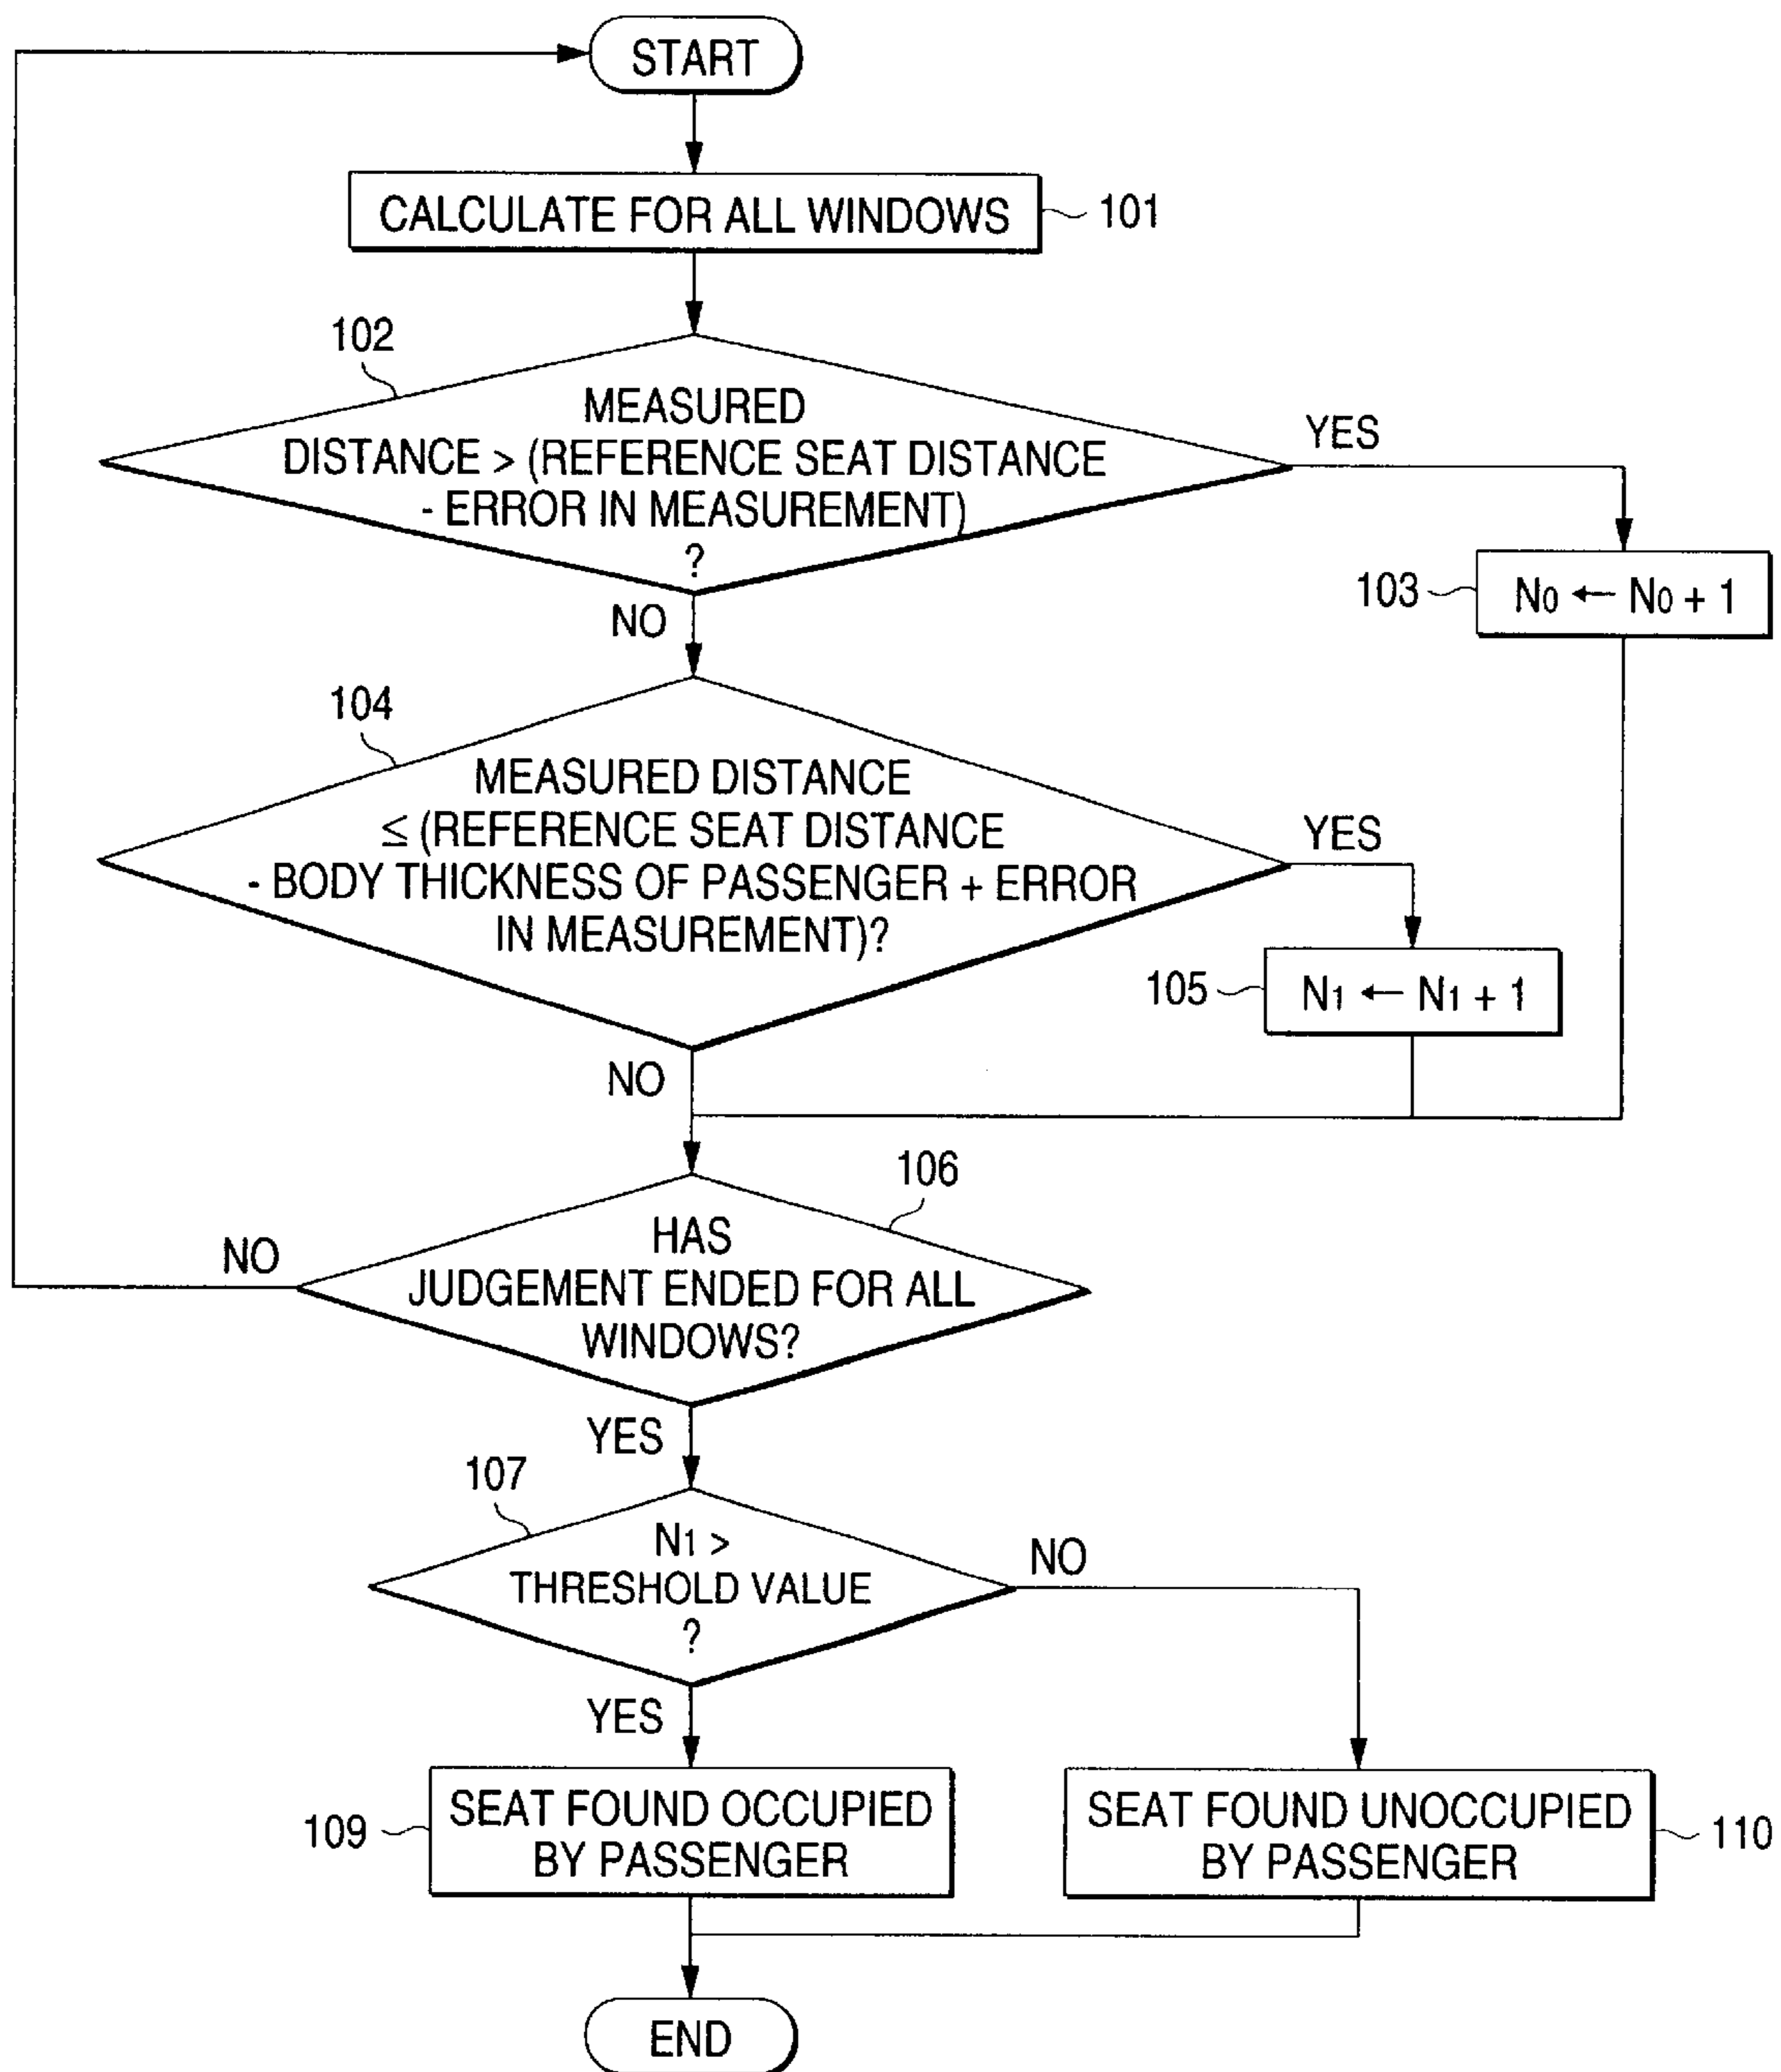 START
CALCULATE FOR ALL WINDOWS
101
102
MEASURED
DISTANCE > (REFERENCE SEAT DISTANCE
- ERROR IN MEASUREMENT)
?
YES
NO
103
N0 ← N0 + 1
104
MEASURED DISTANCE
≤ (REFERENCE SEAT DISTANCE
- BODY THICKNESS OF PASSENGER + ERROR
IN MEASUREMENT)?
YES
105
N1 ← N1 + 1
NO
106
HAS
JUDGEMENT ENDED FOR ALL
WINDOWS?
NO
YES
107
N1 >
THRESHOLD VALUE
?
NO
YES
109
SEAT FOUND OCCUPIED
BY PASSENGER
SEAT FOUND UNOCCUPIED
BY PASSENGER
110
END